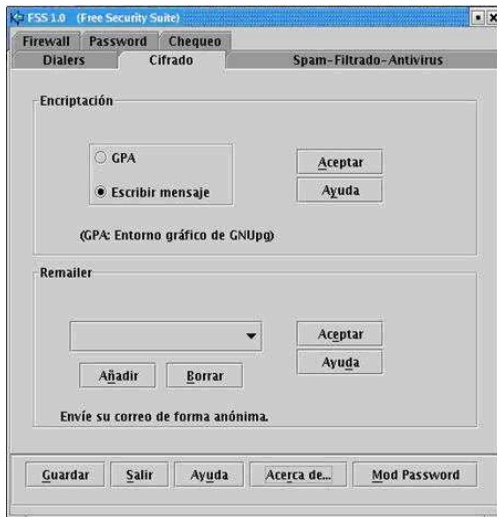 FSS 1.0 (Free Security Suite)
Firewall Password Chequeo
Dialers Cifrado Spam-Filtrado-Antivirus
Encriptación
GPA
Aceptar
Escribir mensaje
Ayuda
(GPA: Entorno gráfico de GNUpg)
Remailer
Aceptar
Ayuda
Añadir Borrar
Envíe su correo de forma anónima.
Guardar Salir Ayuda Acerca de... Mod Password